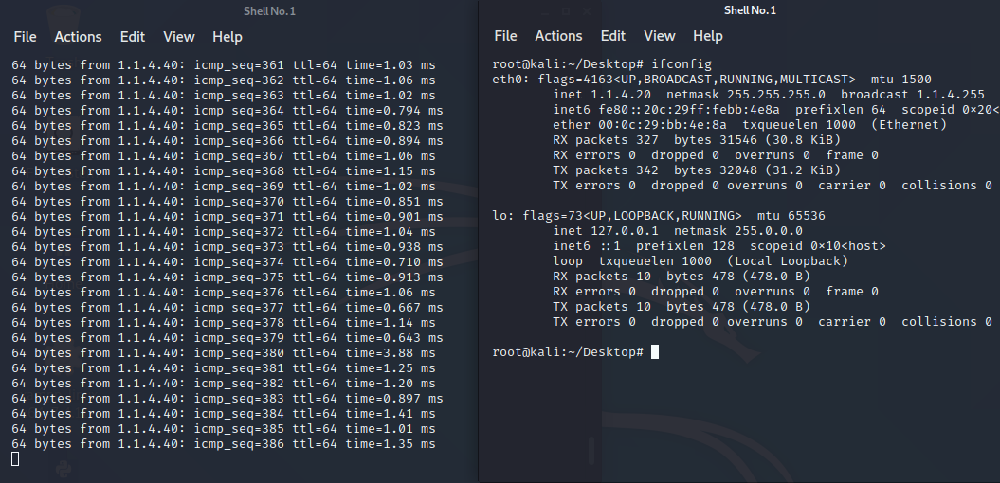 Shell No. 1
File Actions Edit View Help
64 bytes from 1.1.4.40: icmp_seq=361 ttl=64 time=1.03 ms
64 bytes from 1.1.4.40: icmp_seq=362 ttl=64 time=1.06 ms
64 bytes from 1.1.4.40: icmp_seq=363 ttl=64 time=1.02 ms
64 bytes from 1.1.4.40: icmp_seq=364 ttl=64 time=0.794 ms
64 bytes from 1.1.4.40: icmp_seq=365 ttl=64 time=0.823 ms
64 bytes from 1.1.4.40: icmp_seq=366 ttl=64 time=0.894 ms
64 bytes from 1.1.4.40: icmp_seq=367 ttl=64 time=1.06 ms
64 bytes from 1.1.4.40: icmp_seq=368 ttl=64 time=1.15 ms
64 bytes from 1.1.4.40: icmp_seq=369 ttl=64 time=1.02 ms
64 bytes from 1.1.4.40: icmp_seq=370 ttl=64 time=0.851 ms
64 bytes from 1.1.4.40: icmp_seq=371 ttl=64 time=0.901 ms
64 bytes from 1.1.4.40: icmp_seq=372 ttl=64 time=1.04 ms
64 bytes from 1.1.4.40: icmp_seq=373 ttl=64 time=0.938 ms
64 bytes from 1.1.4.40: icmp_seq=374 ttl=64 time=0.710 ms
64 bytes from 1.1.4.40: icmp_seq=375 ttl=64 time=0.913 ms
64 bytes from 1.1.4.40: icmp_seq=376 ttl=64 time=1.06 ms
64 bytes from 1.1.4.40: icmp_seq=377 ttl=64 time=0.667 ms
64 bytes from 1.1.4.40: icmp_seq=378 ttl=64 time=1.14 ms
64 bytes from 1.1.4.40: icmp_seq=379 ttl=64 time=0.643 ms
64 bytes from 1.1.4.40: icmp_seq=380 ttl=64 time=3.88 ms
64 bytes from 1.1.4.40: icmp_seq=381 ttl=64 time=1.25 ms
64 bytes from 1.1.4.40: icmp_seq=382 ttl=64 time=1.20 ms
64 bytes from 1.1.4.40: icmp_seq=383 ttl=64 time=0.897 ms
64 bytes from 1.1.4.40: icmp_seq=384 ttl=64 time=1.41 ms
64 bytes from 1.1.4.40: icmp_seq=385 ttl=64 time=1.01 ms
64 bytes from 1.1.4.40: icmp_seq=386 ttl=64 time=1.35 ms
Shell No. 1
File Actions Edit View Help
root@kali:~/Desktop# ifconfig
eth0: flags=4163<UP,BROADCAST,RUNNING,MULTICAST>  mtu 1500
inet 1.1.4.20  netmask 255.255.255.0  broadcast 1.1.4.255
inet6 fe80::20c:29ff:febb:4e8a  prefixlen 64  scopeid 0×20<
ether 00:0c:29:bb:4e:8a  txqueuelen 1000  (Ethernet)
RX packets 327  bytes 31546 (30.8 KiB)
RX errors 0  dropped 0  overruns 0  frame 0
TX packets 342  bytes 32048 (31.2 KiB)
TX errors 0  dropped 0 overruns 0  carrier 0  collisions 0
lo: flags=73<UP,LOOPBACK,RUNNING>  mtu 65536
inet 127.0.0.1  netmask 255.0.0.0
inet6 ::1  prefixlen 128  scopeid 0×10<host>
loop  txqueuelen 1000  (Local Loopback)
RX packets 10  bytes 478 (478.0 B)
RX errors 0  dropped 0  overruns 0  frame 0
TX packets 10  bytes 478 (478.0 B)
TX errors 0  dropped 0 overruns 0  carrier 0  collisions 0
root@kali:~/Desktop#